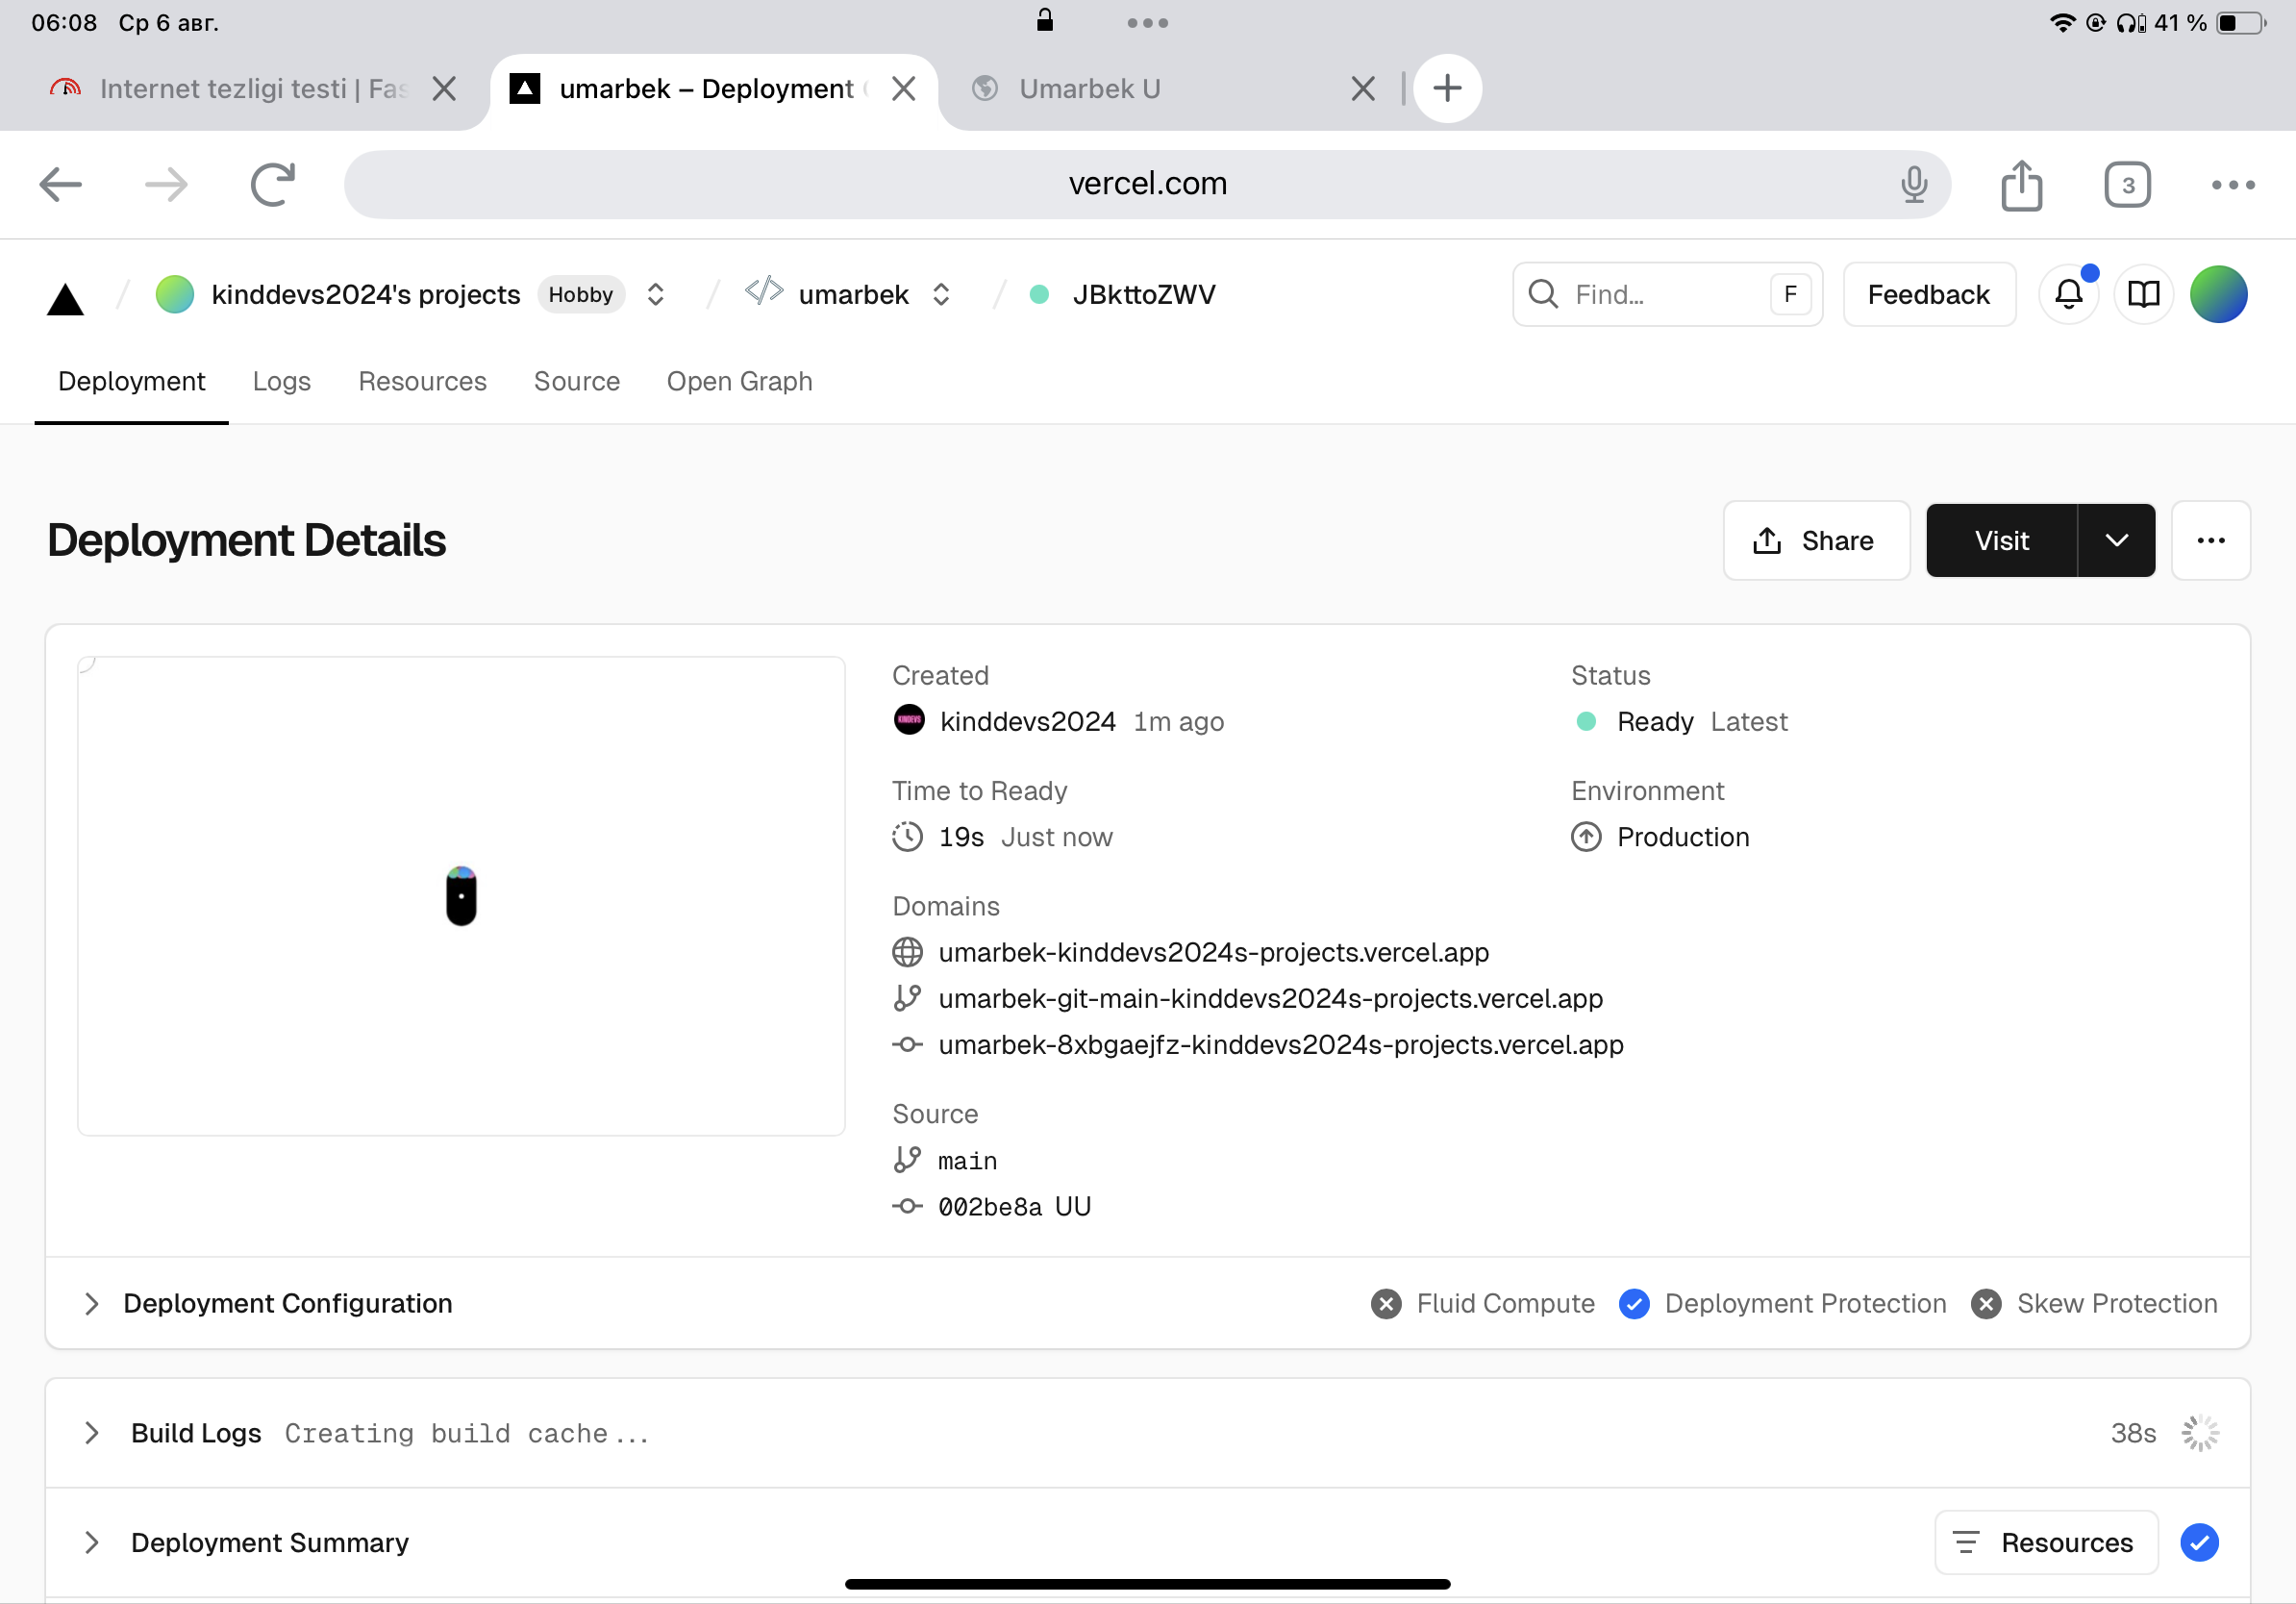 06:08 Ср 6 авг.
41 %
Internet tezligi testi | Fas
umarbek – Deployment
Umarbek U
vercel.com
3
kinddevs2024's projects Hobby
umarbek
JBkttoZWV
Find...
F
Feedback
Deployment
Logs
Resources
Source
Open Graph
Deployment Details
Share
Visit
Created
kinddevs2024 1m ago
Status
Ready Latest
Time to Ready
19s Just now
Environment
Production
Domains
umarbek-kinddevs2024s-projects.vercel.app
umarbek-git-main-kinddevs2024s-projects.vercel.app
umarbek-8xbgaejfz-kinddevs2024s-projects.vercel.app
Source
main
002be8a UU
Deployment Configuration
Fluid Compute
Deployment Protection
Skew Protection
Build Logs Creating build cache...
38s
Deployment Summary
Resources